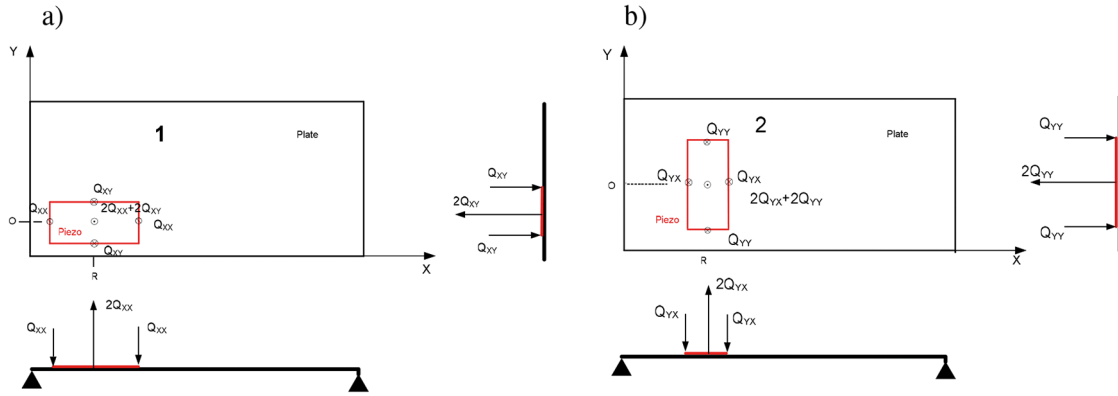 a)
Y
1
Plate
Q_XY
Q_XX 2Q_XX+2Q_XY
O
Q_XX
Piezo
Q_XY
R
X
Q_XY
2Q_XY
Q_XY
2Q_XX
Q_XX Q_XX
b)
Y
2
Plate
Q_YY
O
Q_YX Q_YX
2Q_YX+2Q_YY
Piezo
Q_YY
R
X
Q_YY
2Q_YY
Q_YY
2Q_YX
Q_YX Q_YX